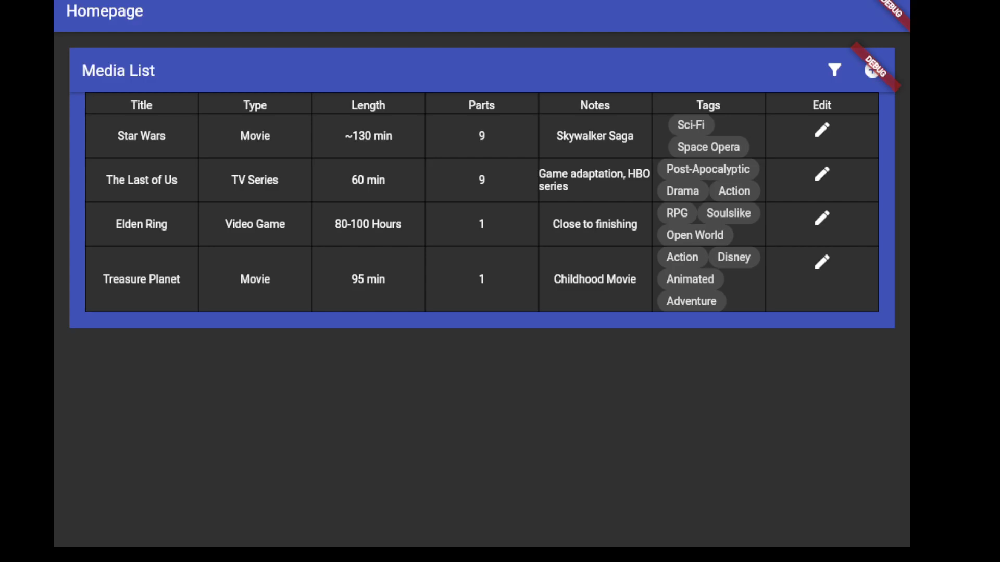 Homepage
DEBUG
Media List
DEBUG
Title Type Length Parts Notes Tags Edit
Star Wars Movie ~130 min 9 Skywalker Saga Sci-Fi
Space Opera
The Last of Us TV Series 60 min 9 Game adaptation, HBO Post-Apocalyptic
series Drama Action
Elden Ring Video Game 80-100 Hours 1 Close to finishing RPG Soulslike
Open World
Treasure Planet Movie 95 min 1 Childhood Movie Action Disney
Animated
Adventure